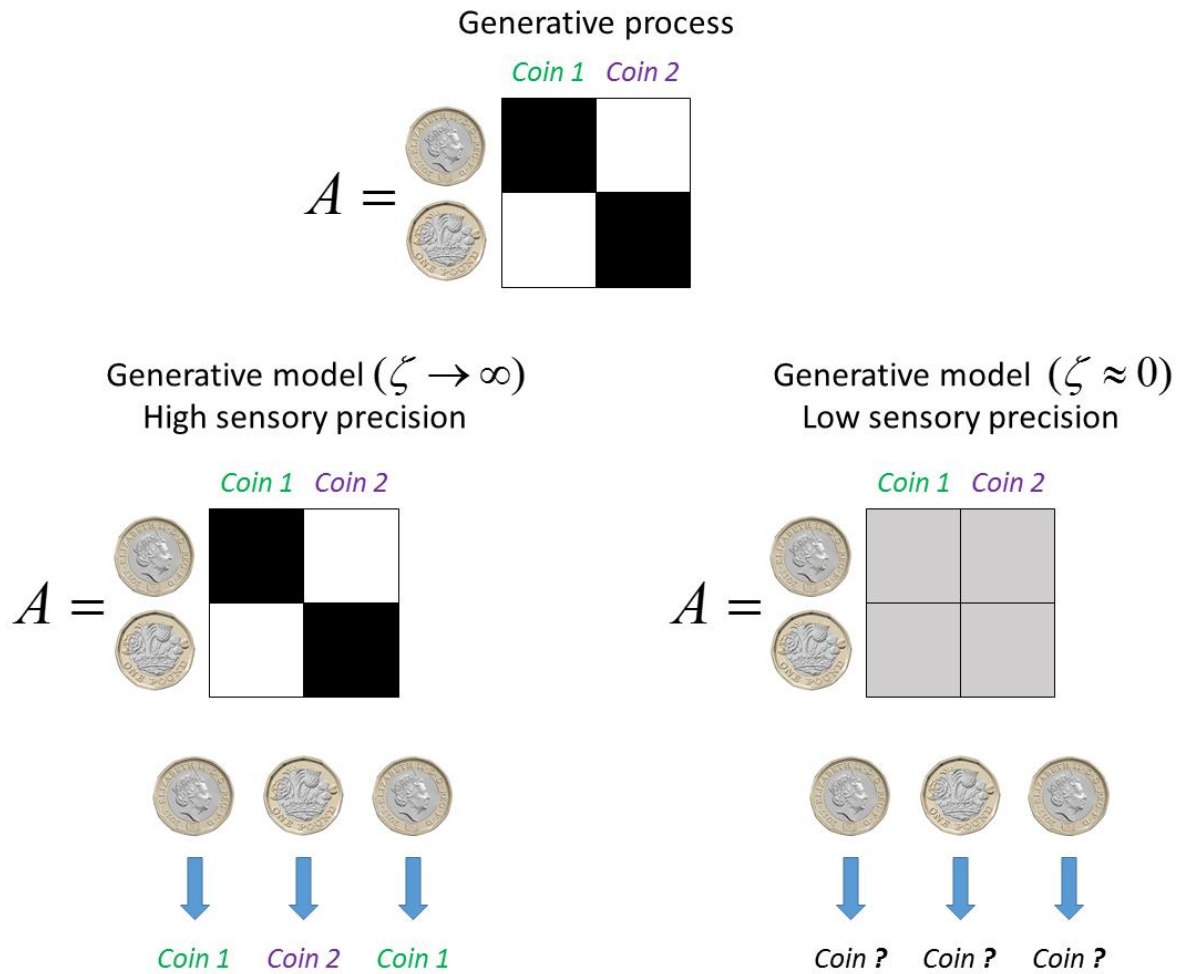 Generative process
Coin 1 Coin 2
A =
Generative model (ζ → ∞)
High sensory precision
Coin 1 Coin 2
A =
Coin 1 Coin 2 Coin 1
Generative model (ζ ≈ 0)
Low sensory precision
Coin 1 Coin 2
A =
Coin ? Coin ? Coin ?